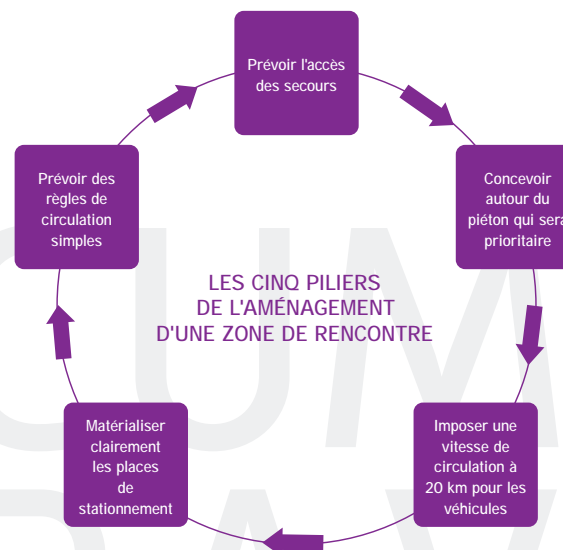 Prévoir l'accès
des secours
Concevoir
autour du
piéton qui sera
prioritaire
Imposer une
vitesse de
circulation à
20 km pour les
véhicules
Matérialiser
clairement
les places
de
stationnement
Prévoir des
règles de
circulation
simples
LES CINQ PILIERS
DE L'AMÉNAGEMENT
D'UNE ZONE DE RENCONTRE